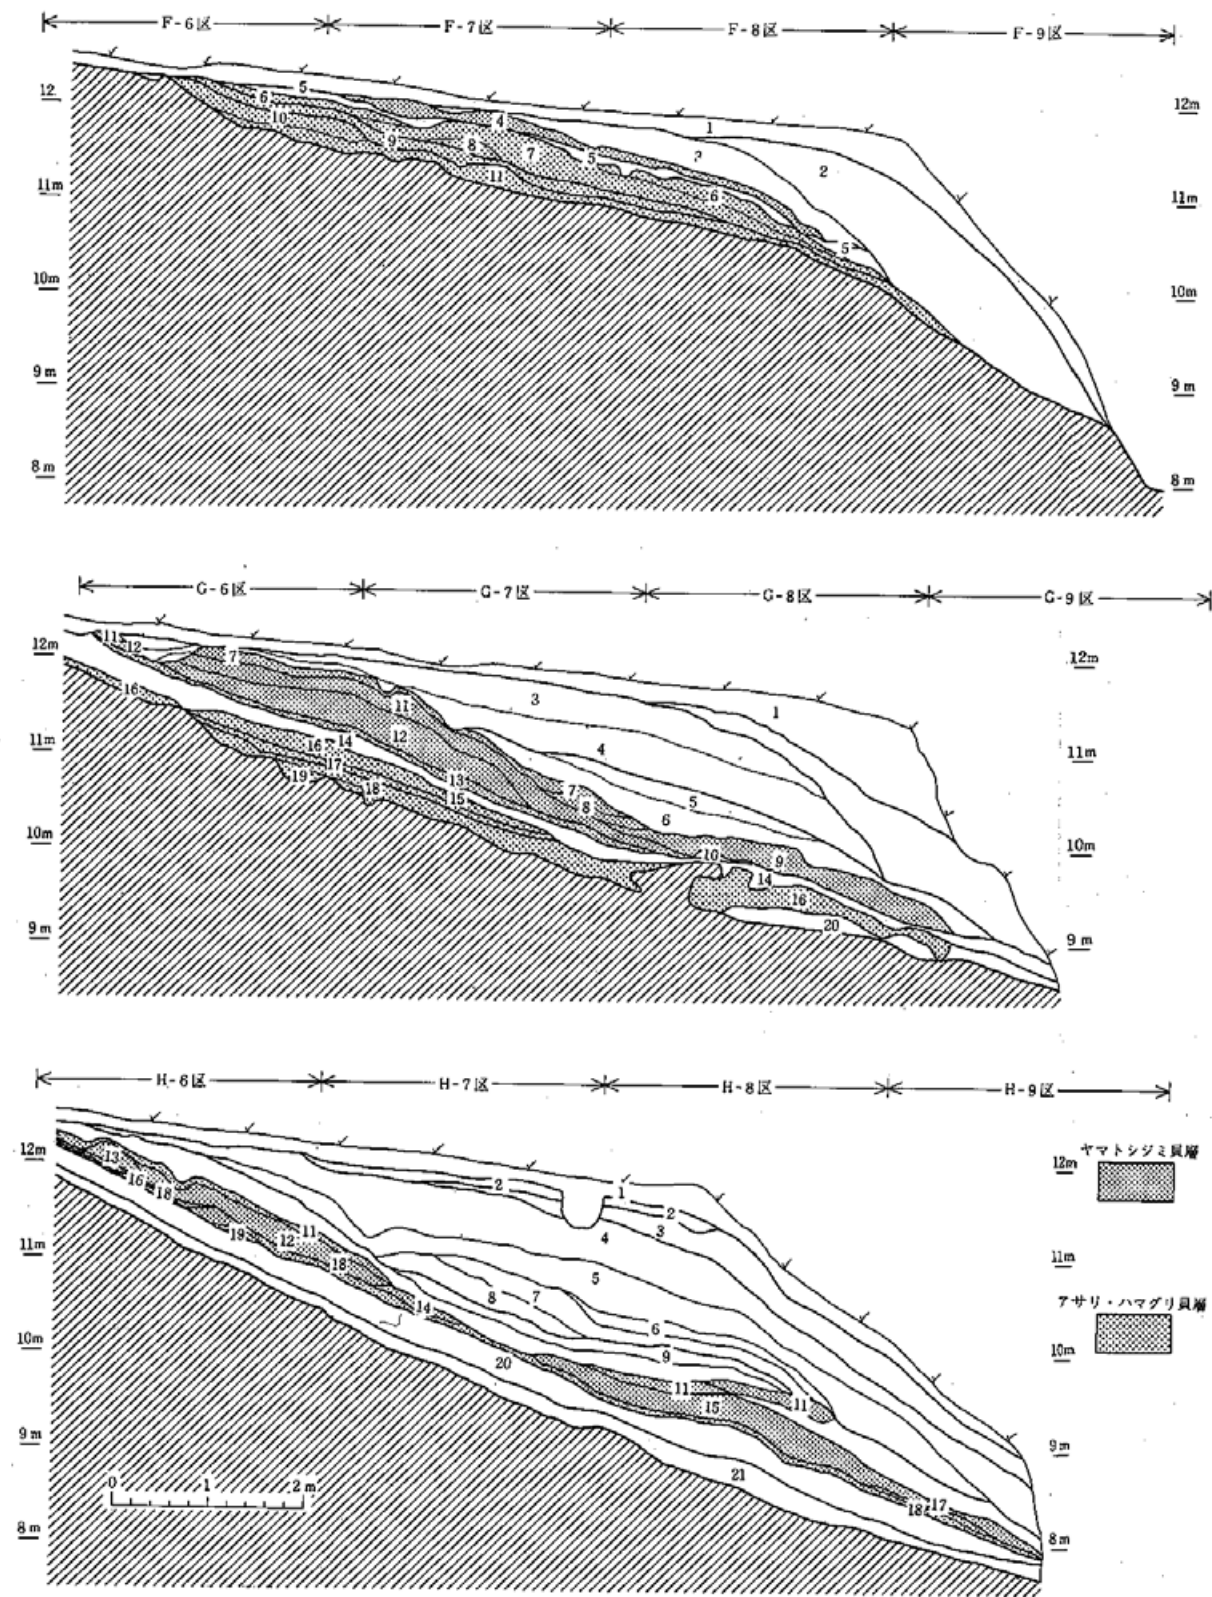 F-6区 F-7区 F-8区 F-9区
12 12m
5 6 4 1
10 9 8 7 5 2 2
11m 11 6 11m
5
10m 10m
9m 9m
8m 8m
G-6区 G-7区 G-8区 G-9区
12m 11 12 7 12m
16 11 3 1
11m 16 14 12 4 11m
19 17 18 13 15 7 8 5 6
10m 10 9 10m
14 16
9m 20 9m
H-6区 H-7区 H-8区 H-9区
ヤマトシジミ貝層
12m 13 16 18 2 1 2 3 12m
11m 19 12 11 18 4 5 11m
アサリ・ハマグリ貝層
14 8 7 6
10m 20 9 10m
11 15 11
9m 21 9m
0 1 2m 18 17
8m 8m